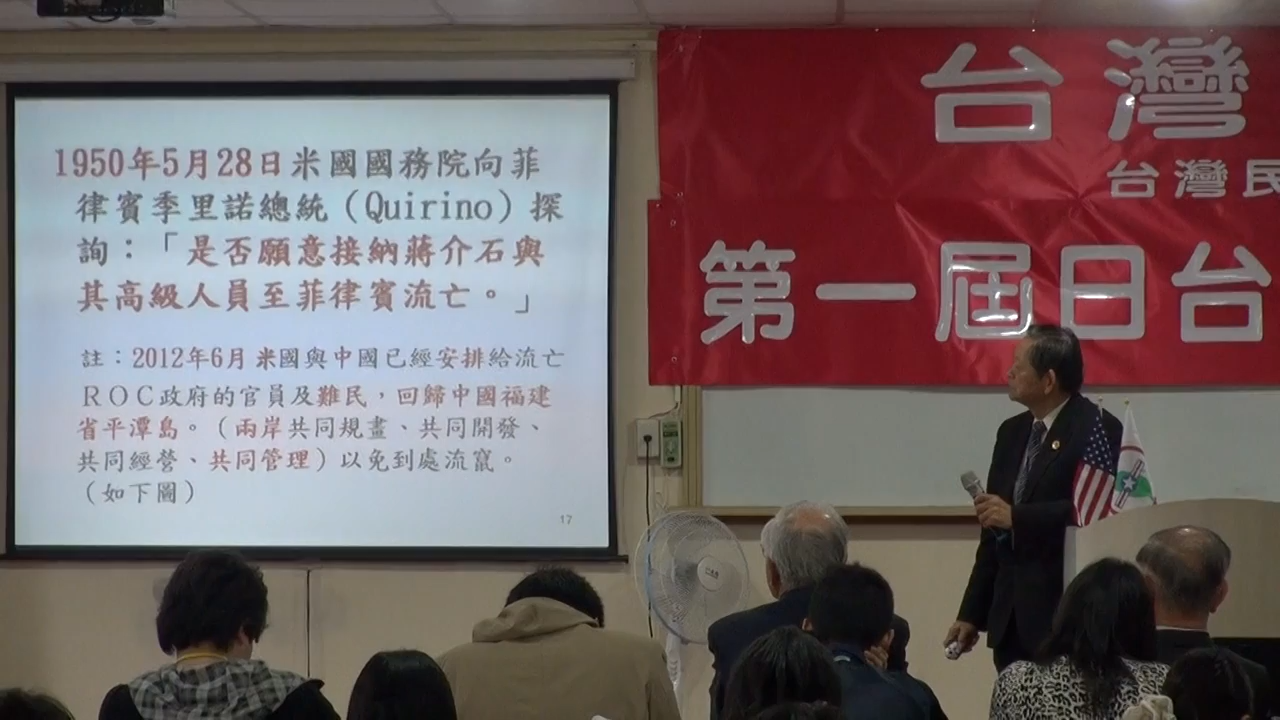 1950年5月28日米國國務院向菲
律賓季里諾總統（Quirino）探
詢：「是否願意接納蔣介石與
其高級人員至菲律賓流亡。」
註：2012年6月米國與中國已經安排給流亡
ＲＯＣ政府的官員及難民，回歸中國福建
省平潭島。（兩岸共同規畫、共同開發、
共同經營、共同管理）以免到處流竄。
（如下圖）
17
台灣
台灣民
第一屆日台